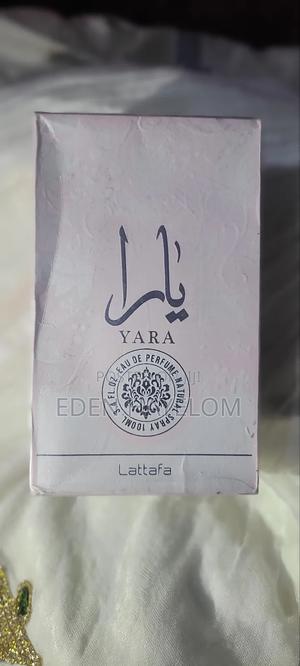 يارا
YARA
3.4 FL.OZ. EAU DE PERFUME NATURAL SPRAY 100ML
Lattafa